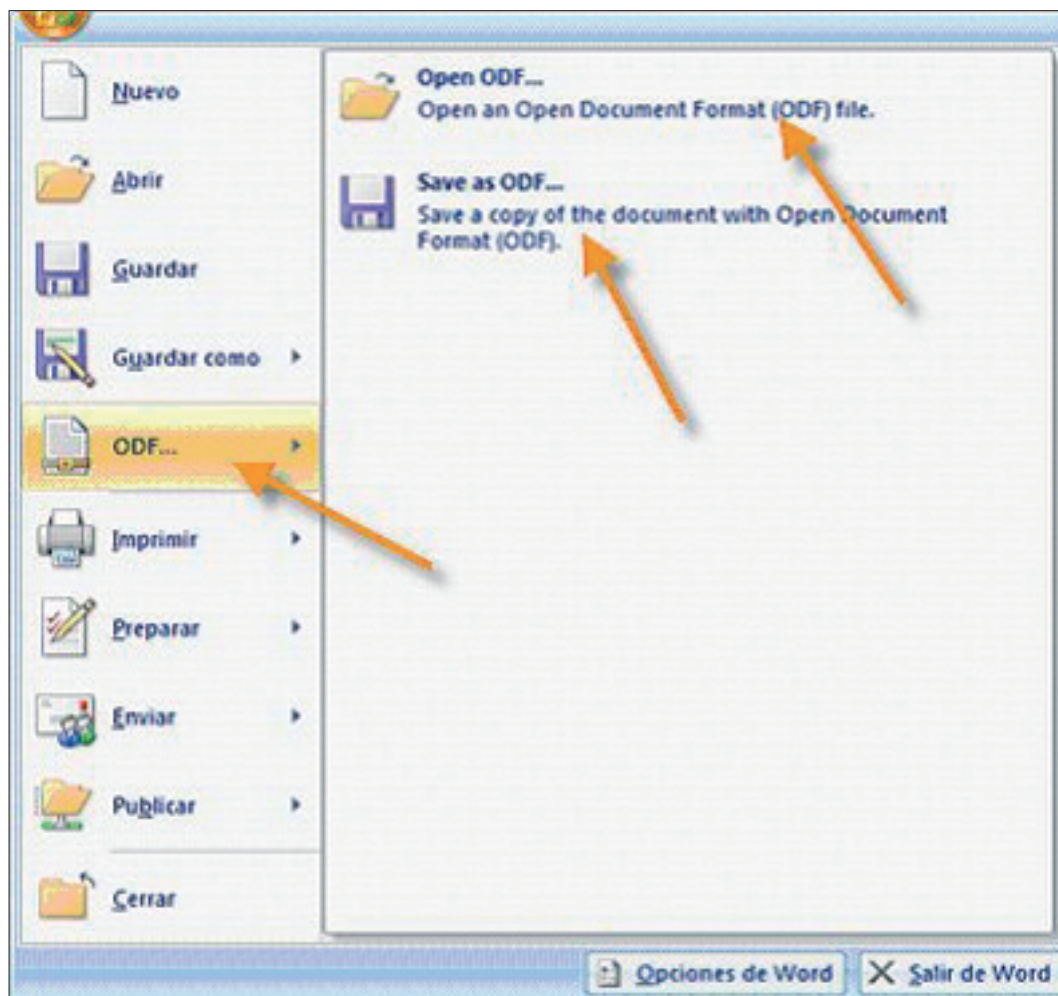 Nuevo
Abrir
Guardar
Guardar como
ODF...
Imprimir
Preparar
Enviar
Publicar
Cerrar
Open ODF...
Open an Open Document Format (ODF) file.
Save as ODF...
Save a copy of the document with Open Document
Format (ODF).
Opciones de Word
Salir de Word